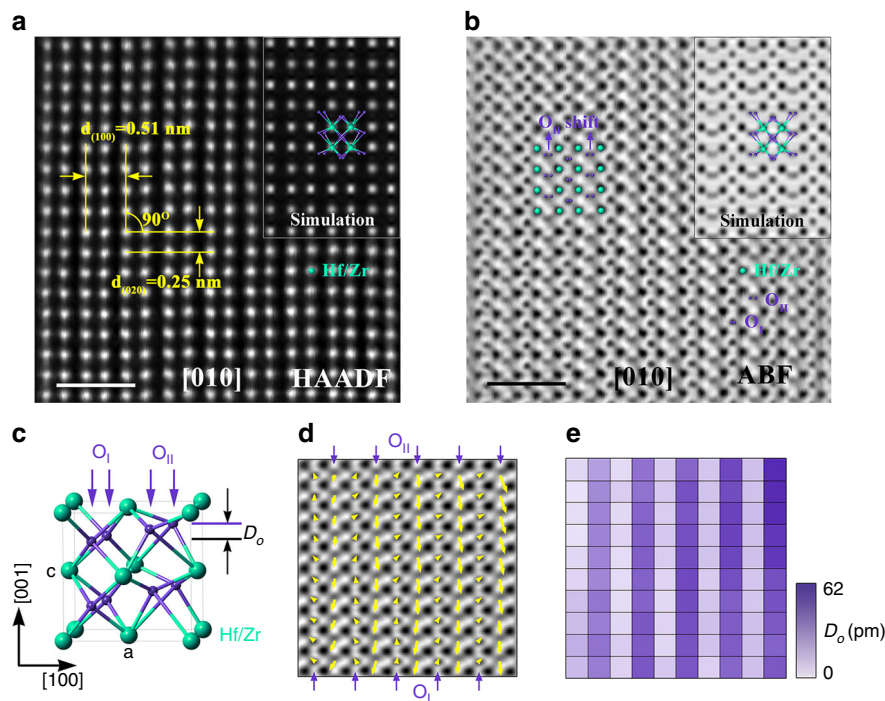 a
d(100)=0.51 nm
90O
d(020)=0.25 nm
Simulation
Hf/Zr
[010]
HAADF
b
OII shift
Simulation
Hf/Zr
OII
OI
[010]
ABF
c
OI
OII
Do
c
a
Hf/Zr
[001]
[100]
d
OII
OI
e
62
Do (pm)
0